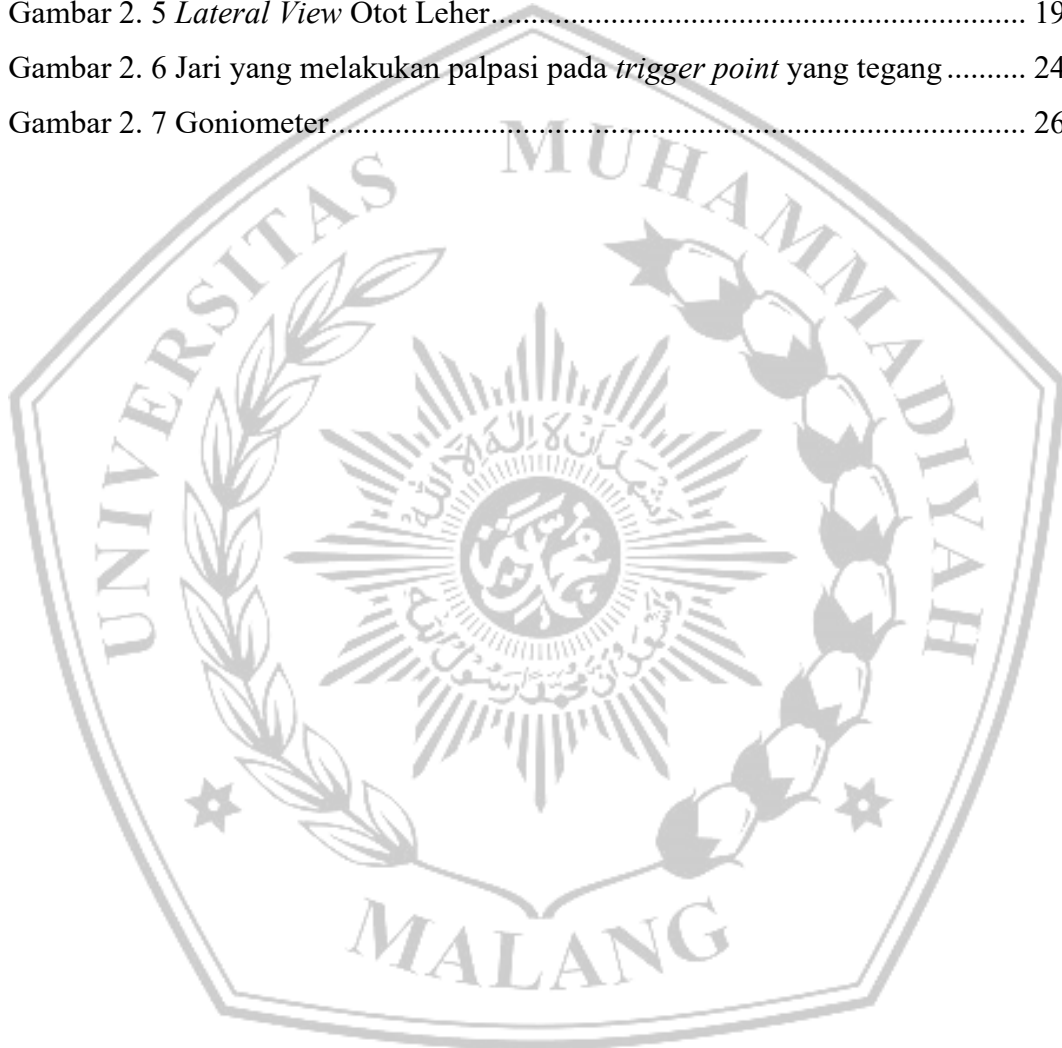 Gambar 2. 5 Lateral View Otot Leher.............................................................................. 19
Gambar 2. 6 Jari yang melakukan palpasi pada trigger point yang tegang.......... 24
Gambar 2. 7 Goniometer....................................................................................... 26
UNIVERSITAS MUHAMMADIYAH
MALANG